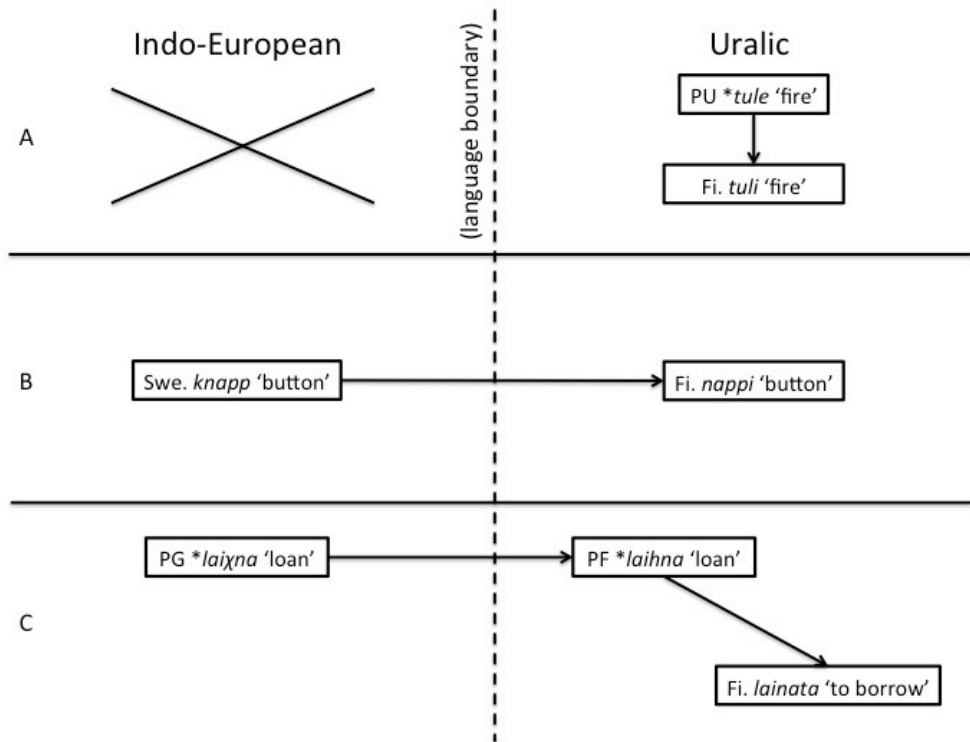 Indo-European
Uralic
(language boundary)
A
PU *tule ‘fire’
Fi. tuli ‘fire’
B
Swe. knapp ‘button’
Fi. nappi ‘button’
C
PG *laiχna ‘loan’
PF *laihna ‘loan’
Fi. lainata ‘to borrow’